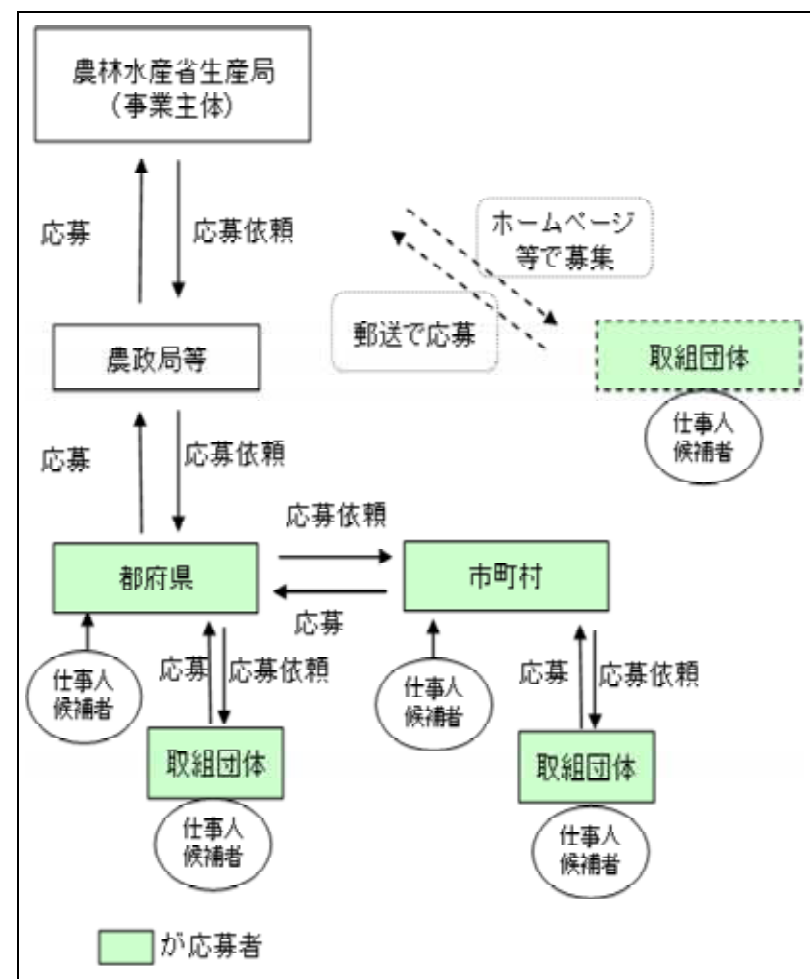 農林水産省生産局
（事業主体）
応募
応募依頼
ホームページ
等で募集
郵送で応募
農政局等
取組団体
仕事人
候補者
応募
応募依頼
応募依頼
都府県
市町村
応募
仕事人
候補者
応募
応募依頼
仕事人
候補者
応募
応募依頼
取組団体
取組団体
仕事人
候補者
仕事人
候補者
が応募者